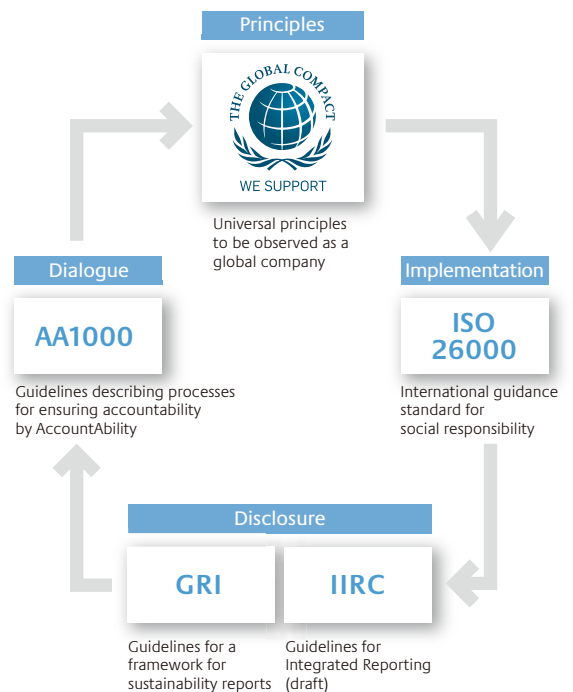 Principles
THE GLOBAL COMPACT
WE SUPPORT
Universal principles
to be observed as a
global company
Implementation
ISO
26000
International guidance
standard for
social responsibility
Disclosure
GRI
Guidelines for a
framework for
sustainability reports
IIRC
Guidelines for
Integrated Reporting
(draft)
Dialogue
AA1000
Guidelines describing processes
for ensuring accountability
by AccountAbility